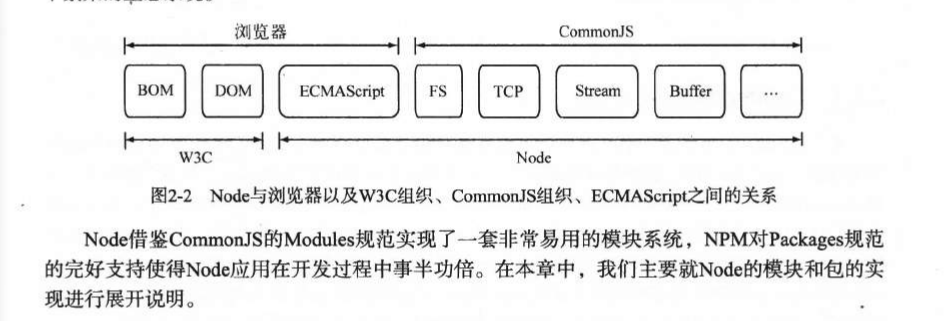 浏览器 CommonJS
BOM DOM ECMAScript FS TCP Stream Buffer ...
W3C Node
图2-2 Node与浏览器以及W3C组织、CommonJS组织、ECMAScript之间的关系
Node借鉴CommonJS的Modules规范实现了一套非常易用的模块系统，NPM对Packages规范
的完好支持使得Node应用在开发过程中事半功倍。在本章中，我们主要就Node的模块和包的实
现进行展开说明。